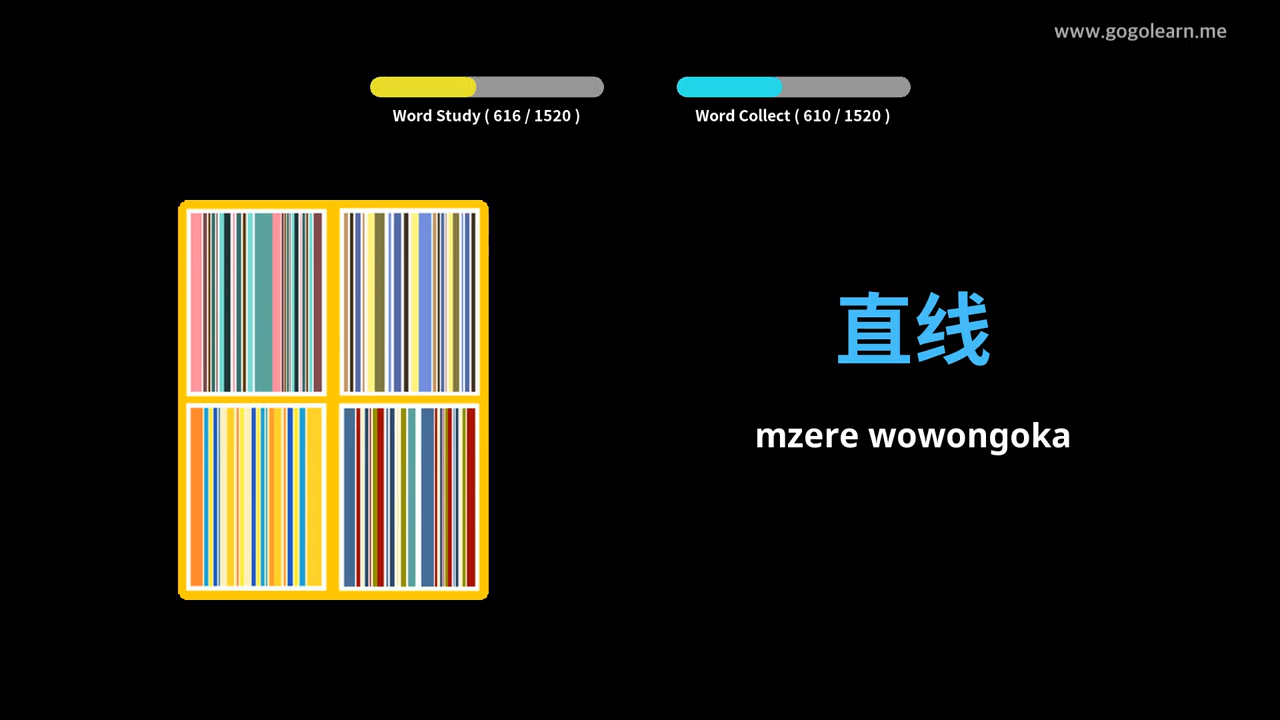 www.gogolearn.me
Word Study ( 616 / 1520 )
Word Collect ( 610 / 1520 )
直线
mzere wowongoka